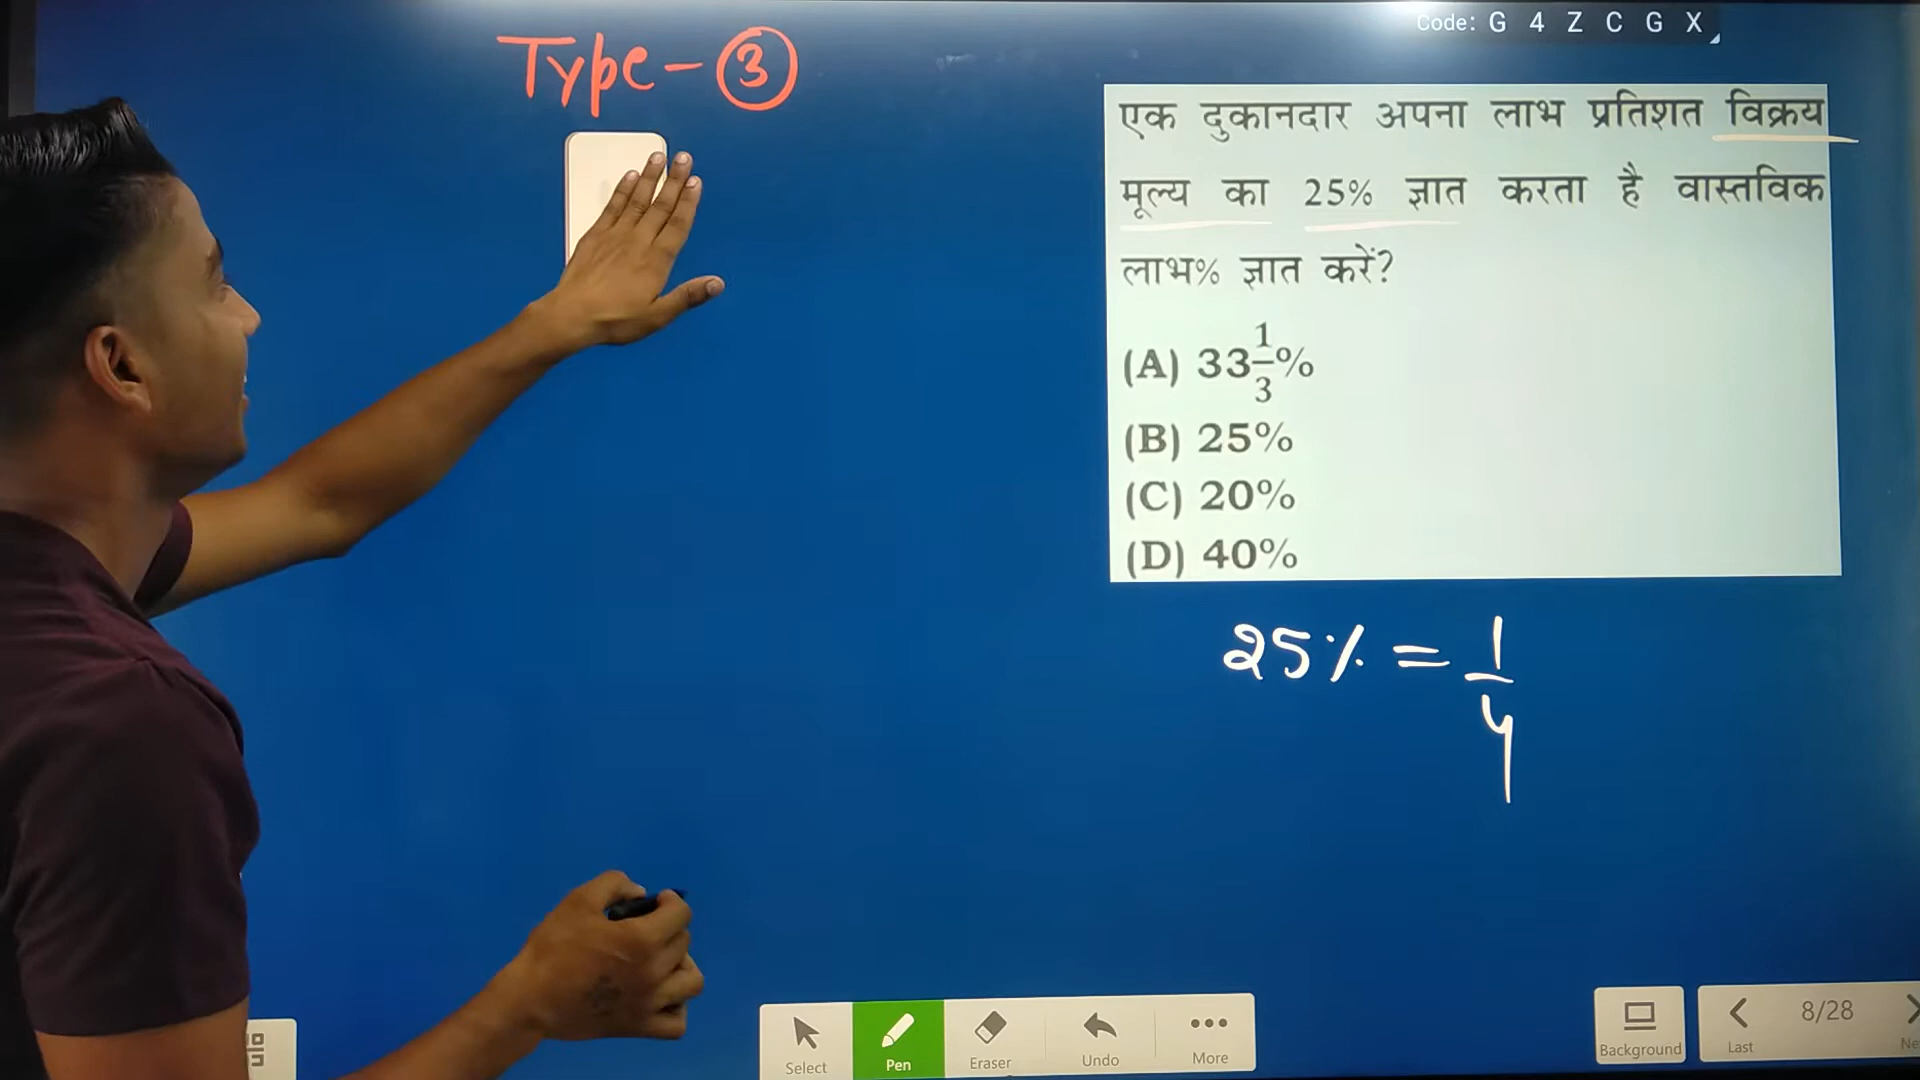 Code: G 4 Z C G X
Type-③
एक दुकानदार अपना लाभ प्रतिशत विक्रय
मूल्य का 25% ज्ञात करता है वास्तविक
लाभ% ज्ञात करें?
(A) 33 1/3%
(B) 25%
(C) 20%
(D) 40%
25% = 1/4
Select
Pen
Eraser
Undo
More
Background
Last
8/28